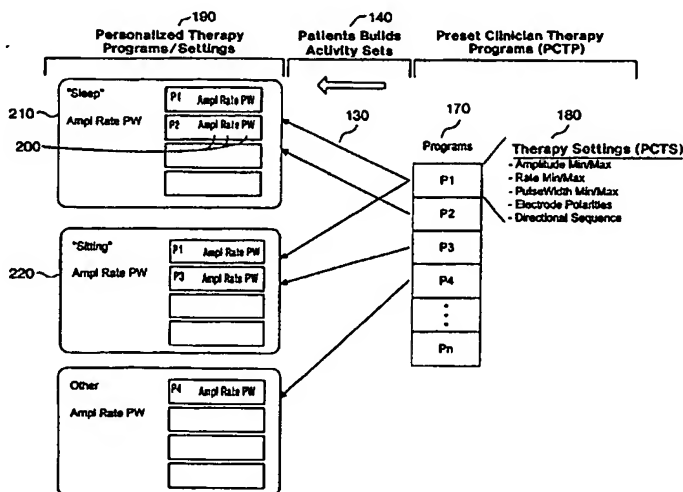 190
Personalized Therapy
Programs/Settings
140
Patients Builds
Activity Sets
Preset Clinician Therapy
Programs (PCTP)
210
"Sleep"
Ampl Rate PW
P1 Ampl Rate PW
P2 Ampl Rate PW
200
130
170
Programs
180
Therapy Settings (PCTS)
- Amplitude Min/Max
- Rate Min/Max
- PulseWidth Min/Max
- Electrode Polarities
- Directional Sequence
P1
P2
P3
P4
Pn
220
"Sitting"
Ampl Rate PW
P1 Ampl Rate PW
P3 Ampl Rate PW
Other
Ampl Rate PW
P4 Ampl Rate PW